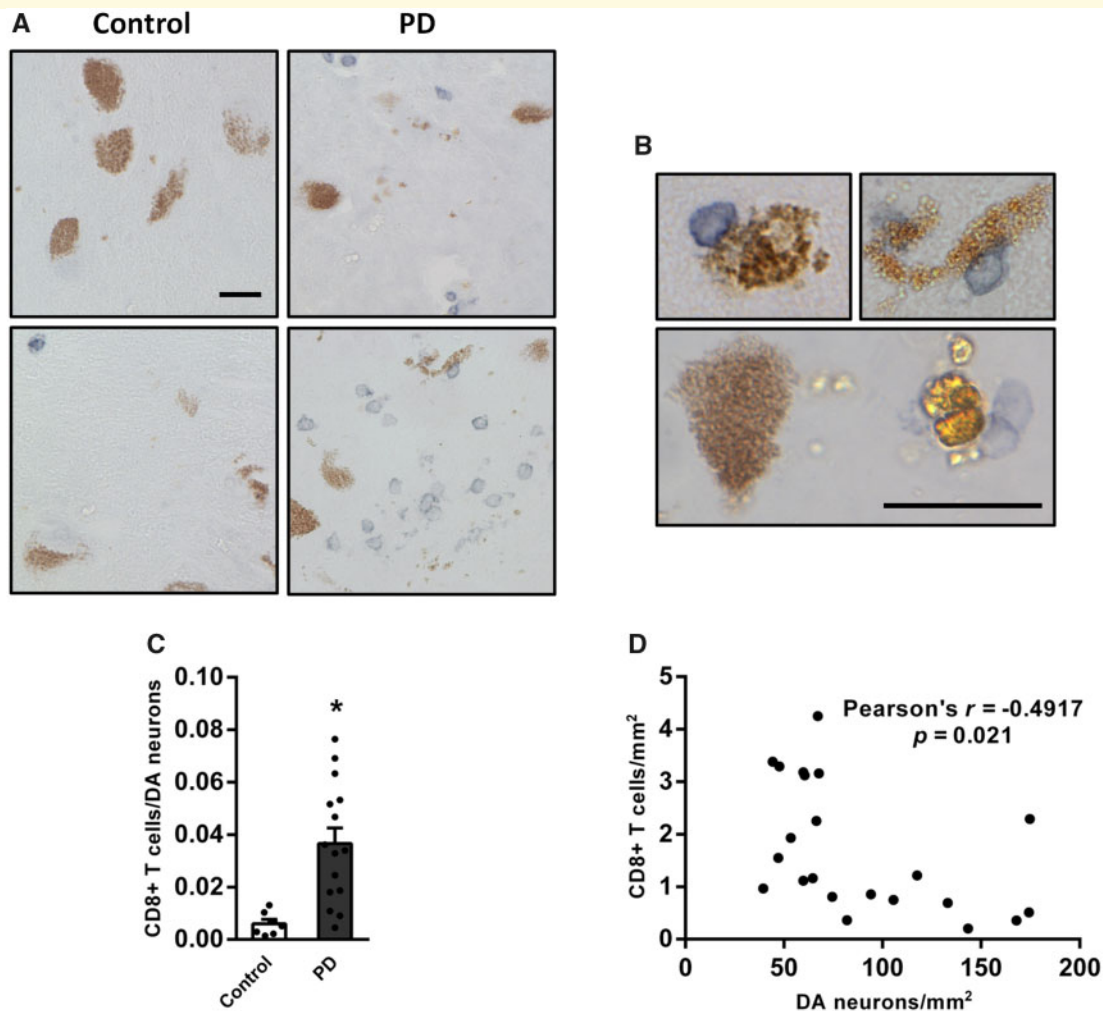 A
Control
PD
B
C
CD8+ T cells/DA neurons
0.10
0.08
0.06
0.04
0.02
0.00
*
Control
PD
D
CD8+ T cells/mm²
5
4
3
2
1
0
Pearson's r = -0.4917
p = 0.021
0
50
100
150
200
DA neurons/mm²